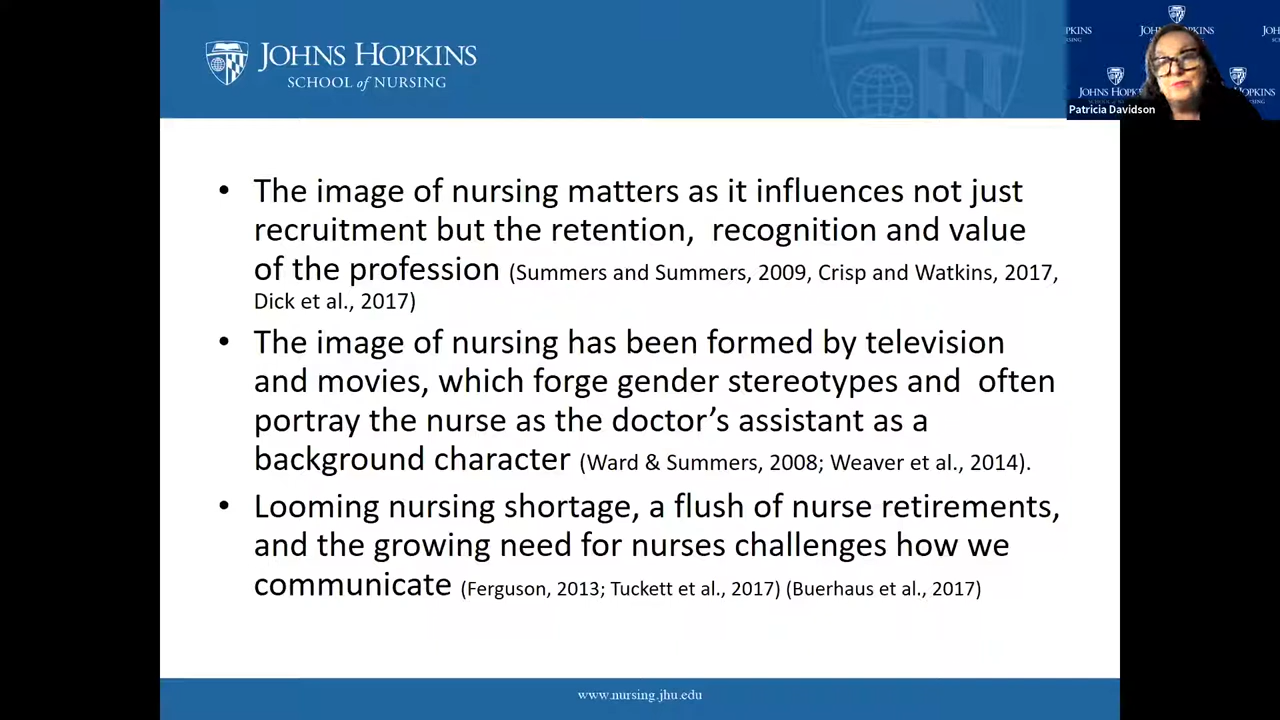 JOHNS HOPKINS
SCHOOL of NURSING
JOHNS HOPKINS
JOHNS HOP
Patricia Davidson
• The image of nursing matters as it influences not just
recruitment but the retention, recognition and value
of the profession (Summers and Summers, 2009, Crisp and Watkins, 2017,
Dick et al., 2017)
• The image of nursing has been formed by television
and movies, which forge gender stereotypes and often
portray the nurse as the doctor’s assistant as a
background character (Ward & Summers, 2008; Weaver et al., 2014).
• Looming nursing shortage, a flush of nurse retirements,
and the growing need for nurses challenges how we
communicate (Ferguson, 2013; Tuckett et al., 2017) (Buerhaus et al., 2017)
www.nursing.jhu.edu